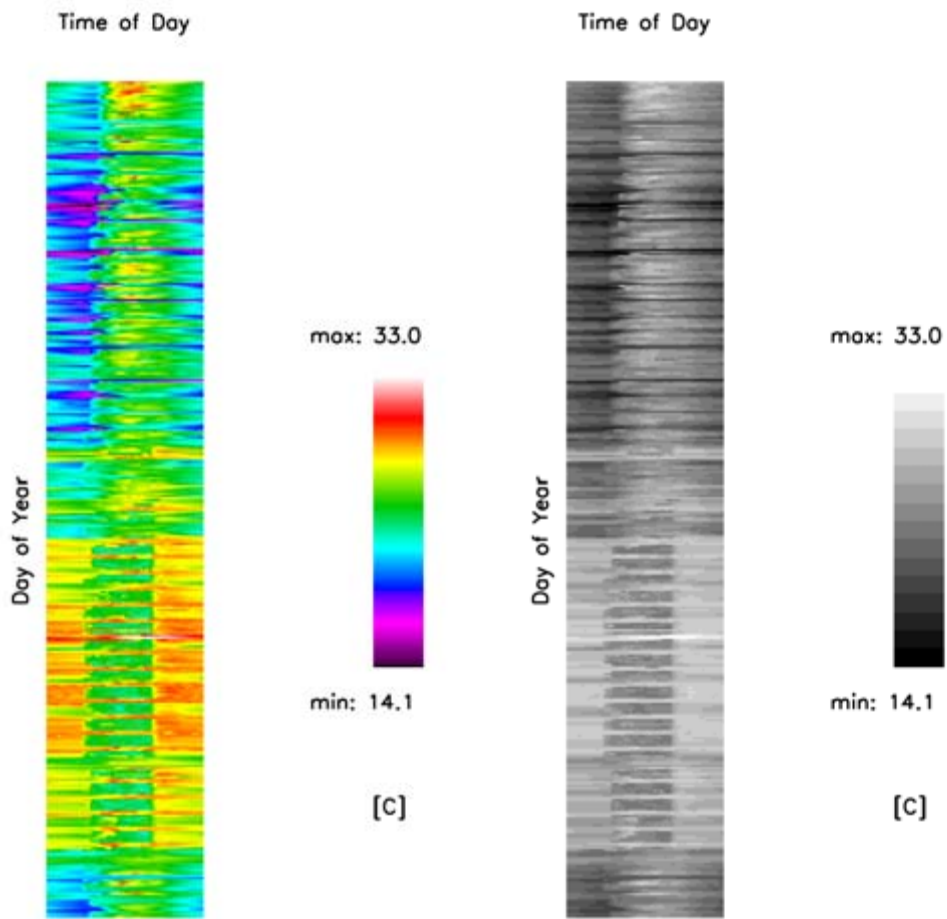 Time of Day
Time of Day
max: 33.0
max: 33.0
Day of Year
Day of Year
min: 14.1
min: 14.1
[C]
[C]